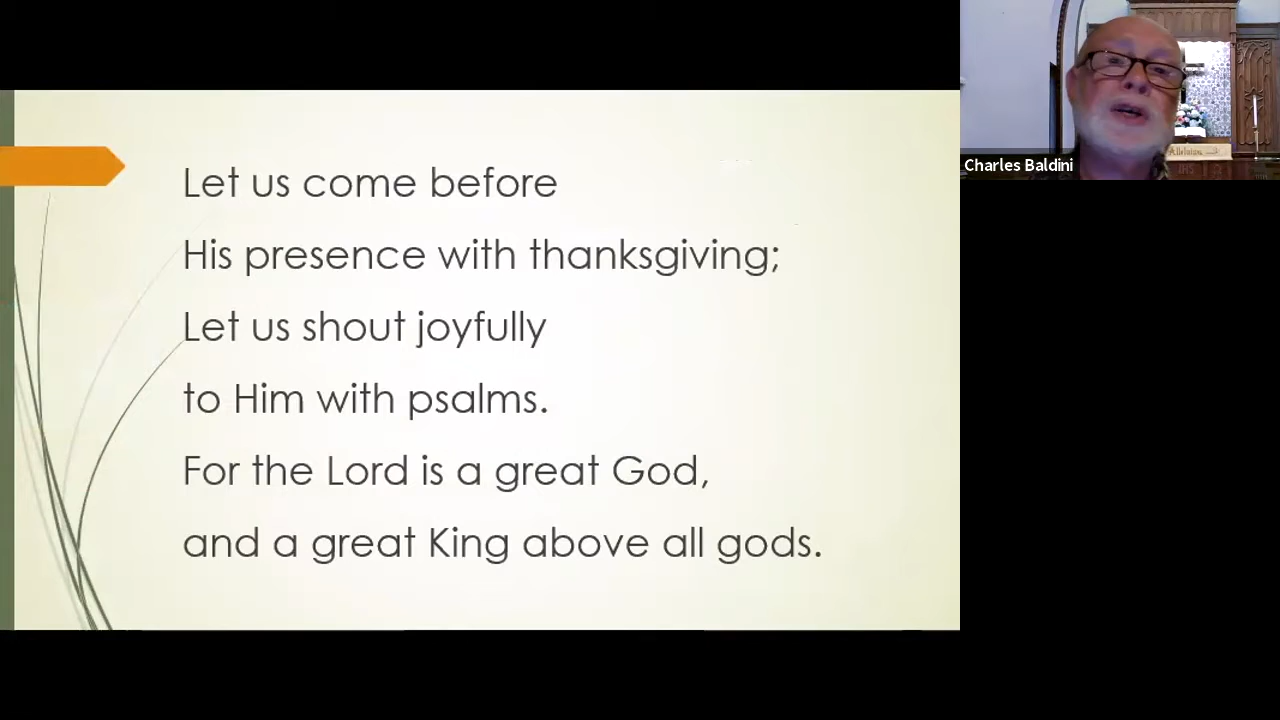 Let us come before
His presence with thanksgiving;
Let us shout joyfully
to Him with psalms.
For the Lord is a great God,
and a great King above all gods.
Charles Baldini
Alleluia